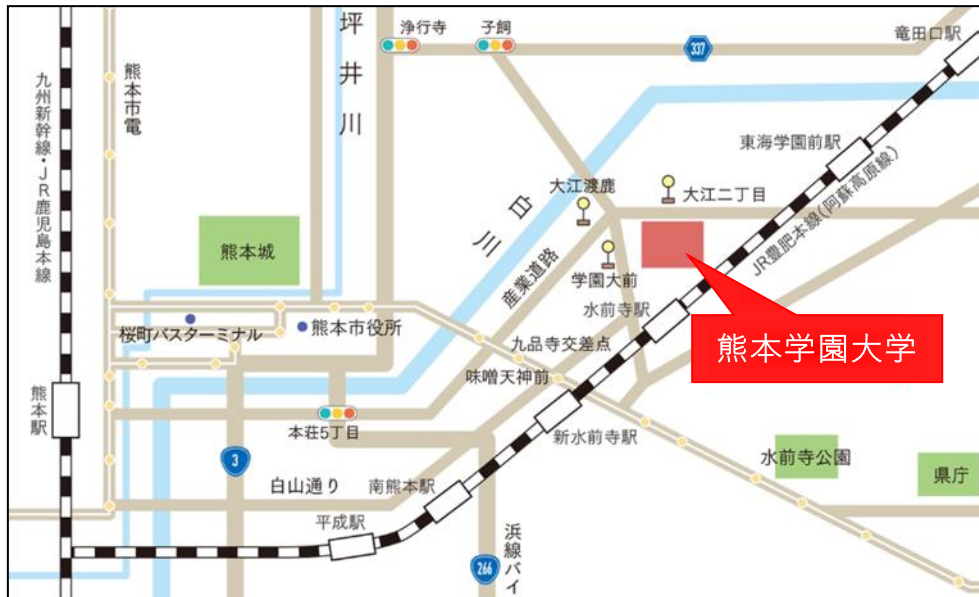 坪井川
浄行寺
子飼
337
竜田口駅
九州新幹線・JR鹿児島本線
熊本市電
東海学園前駅
大江渡鹿
大江二丁目
白川
JR豊肥本線(阿蘇高原線)
熊本城
産業道路
学園大前
水前寺駅
桜町バスターミナル
熊本市役所
九品寺交差点
熊本学園大学
味噌天神前
熊本駅
本荘5丁目
新水前寺駅
水前寺公園
3
県庁
白山通り
南熊本駅
平成駅
266
浜線バイ